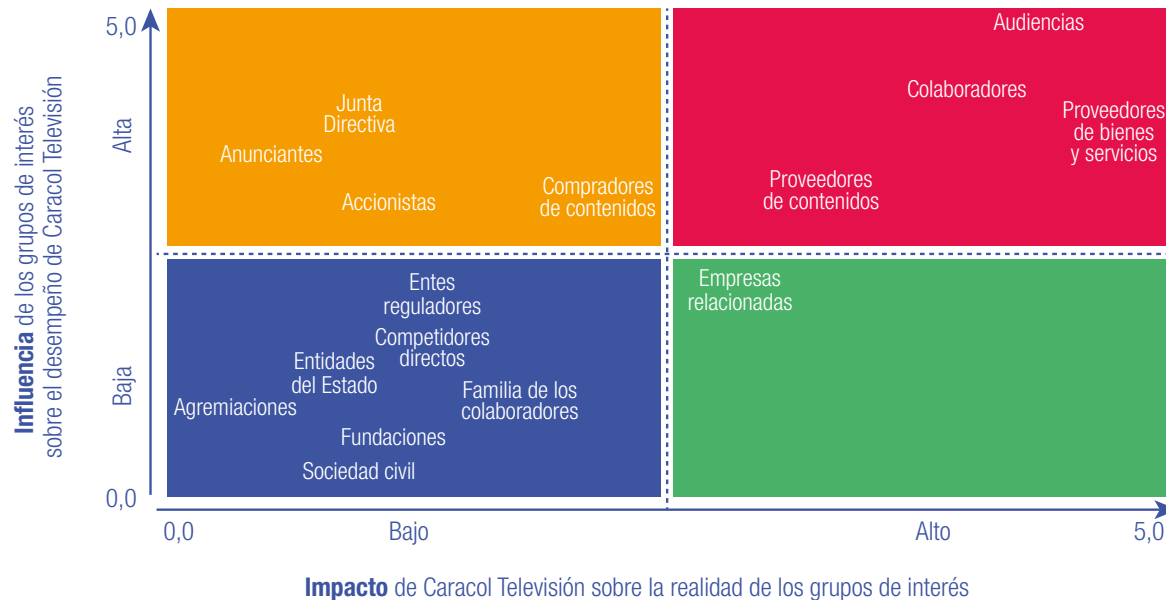 Influencia de los grupos de interés
sobre el desempeño de Caracol Televisión
5,0
Alta
Baja
0,0
Junta
Directiva
Anunciantes
Accionistas
Compradores
de contenidos
Audiencias
Colaboradores
Proveedores
de bienes
y servicios
Proveedores
de contenidos
Entes
reguladores
Competidores
directos
Entidades
del Estado
Agremiaciones
Familia de los
colaboradores
Fundaciones
Sociedad civil
Empresas
relacionadas
0,0
Bajo
Alto
5,0
Impacto de Caracol Televisión sobre la realidad de los grupos de interés